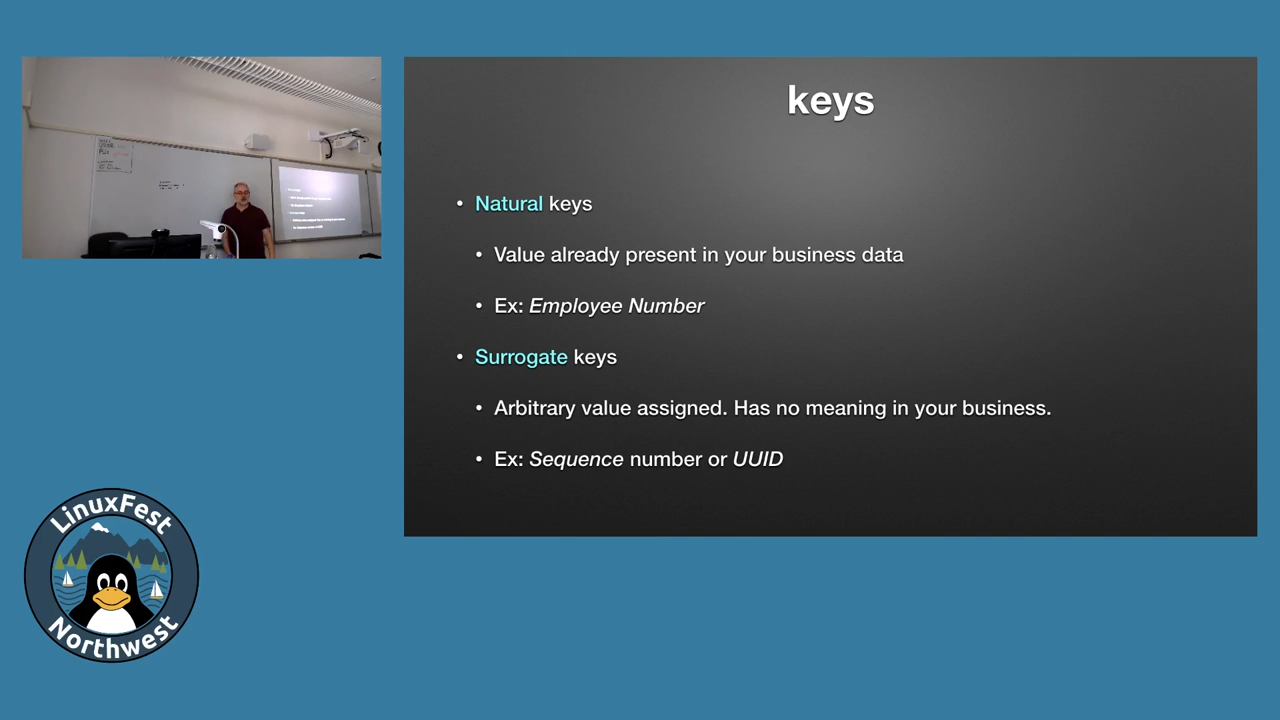 keys
• Natural keys
• Value already present in your business data
• Ex: Employee Number
• Surrogate keys
• Arbitrary value assigned. Has no meaning in your business.
• Ex: Sequence number or UUID
LinuxFest
Northwest